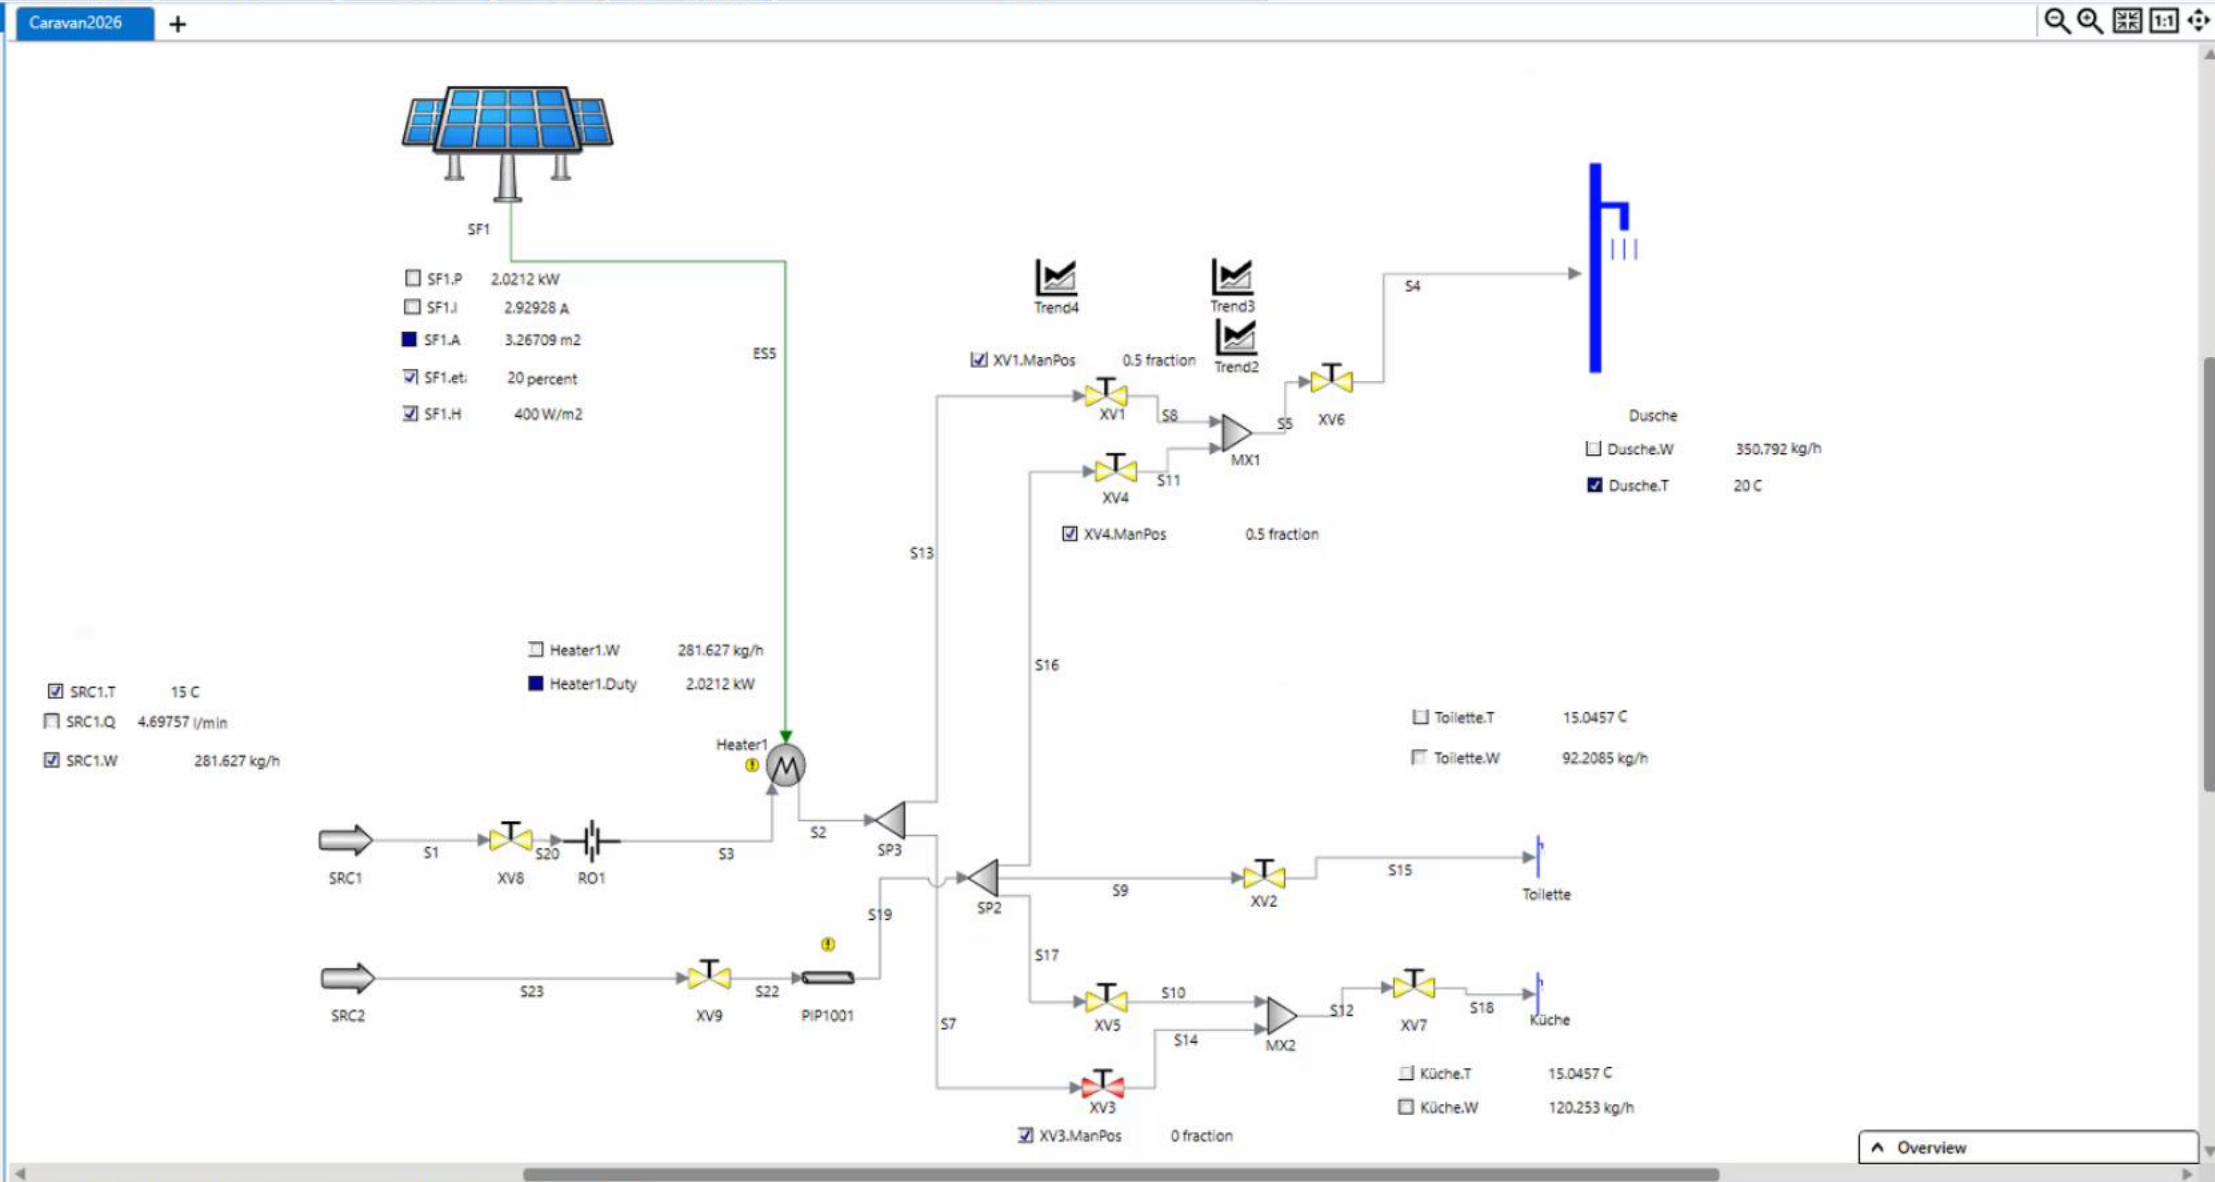 Caravan2026
1:1
SF1
SF1.P 2.0212 kW
SF1.I 2.92928 A
SF1.A 3.26709 m2
SF1.et: 20 percent
SF1.H 400 W/m2
ES5
Trend4
Trend3
Trend2
XV1.ManPos 0.5 fraction
XV1
S8
S5
XV6
MX1
S11
XV4
XV4.ManPos 0.5 fraction
S4
Dusche
Dusche.W 350.792 kg/h
Dusche.T 20 C
S13
S16
Heater1.W 281.627 kg/h
Heater1.Duty 2.0212 kW
SRC1.T 15 C
SRC1.Q 4.69757 l/min
SRC1.W 281.627 kg/h
Heater1
Toilette.T 15.0457 C
Toilette.W 92.2085 kg/h
S2
SP3
S1
S20
S3
SRC1
XV8
RO1
S9
S15
XV2
Toilette
SP2
S19
S17
S23
S22
SRC2
XV9
PIP1001
S10
S12
S18
XV5
XV7
Küche
S7
S14
MX2
XV3
Küche.T 15.0457 C
Küche.W 120.253 kg/h
XV3.ManPos 0 fraction
Overview